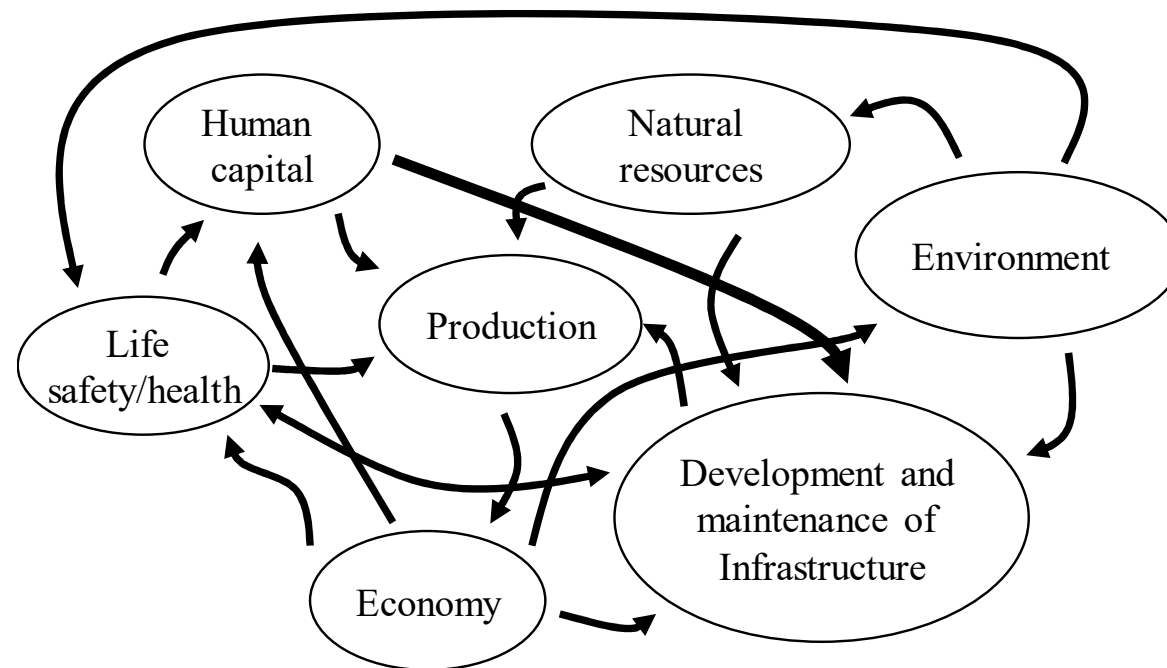 Human
capital
Natural
resources
Environment
Production
Life
safety/health
Development and
maintenance of
Infrastructure
Economy